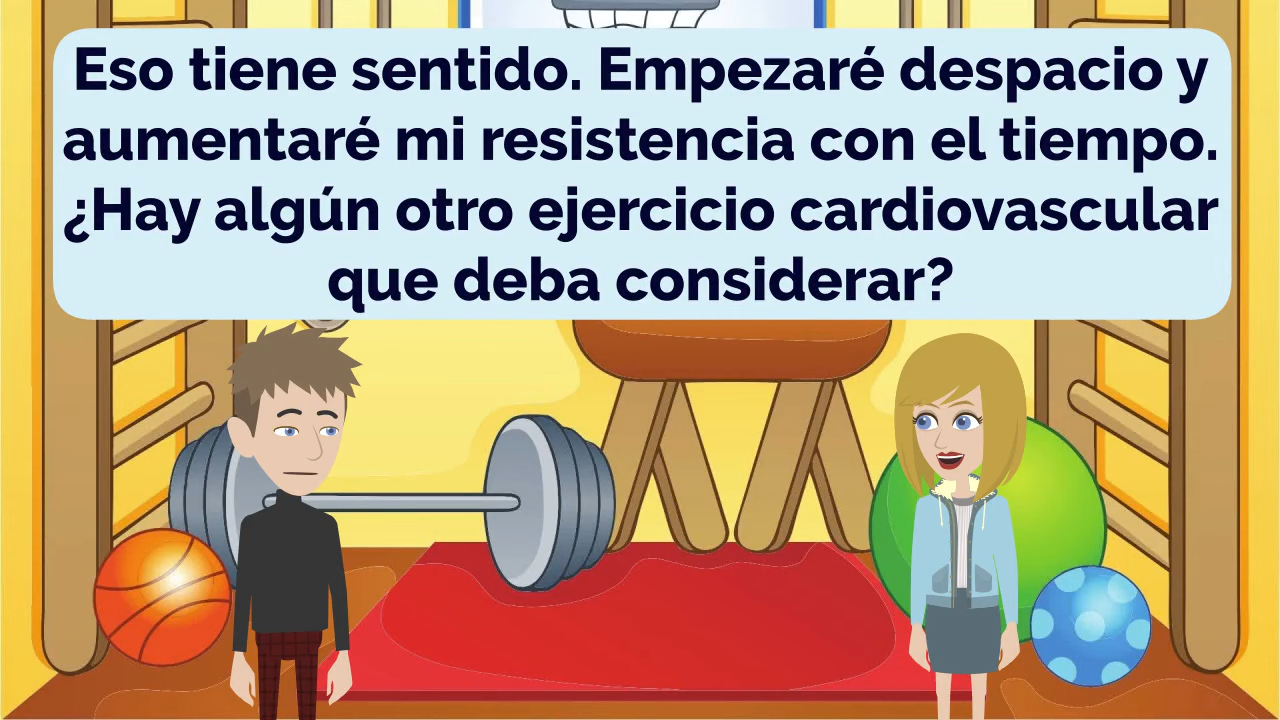 Eso tiene sentido. Empezaré despacio y
aumentaré mi resistencia con el tiempo.
¿Hay algún otro ejercicio cardiovascular
que deba considerar?